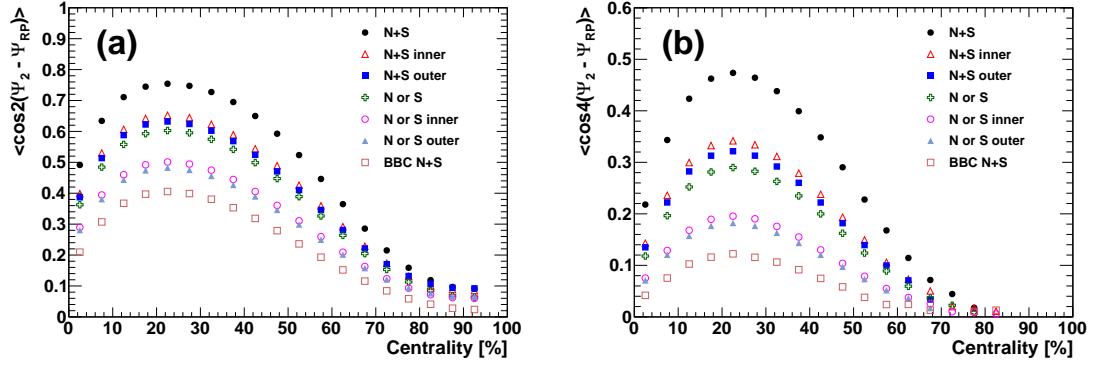 (a)
<cos2(Ψ₂ - Ψ_RP)>
1
0.9
0.8
0.7
0.6
0.5
0.4
0.3
0.2
0.1
0
N+S
N+S inner
N+S outer
N or S
N or S inner
N or S outer
BBC N+S
0 10 20 30 40 50 60 70 80 90 100
Centrality [%]
(b)
<cos4(Ψ₂ - Ψ_RP)>
0.6
0.5
0.4
0.3
0.2
0.1
0
N+S
N+S inner
N+S outer
N or S
N or S inner
N or S outer
BBC N+S
0 10 20 30 40 50 60 70 80 90 100
Centrality [%]